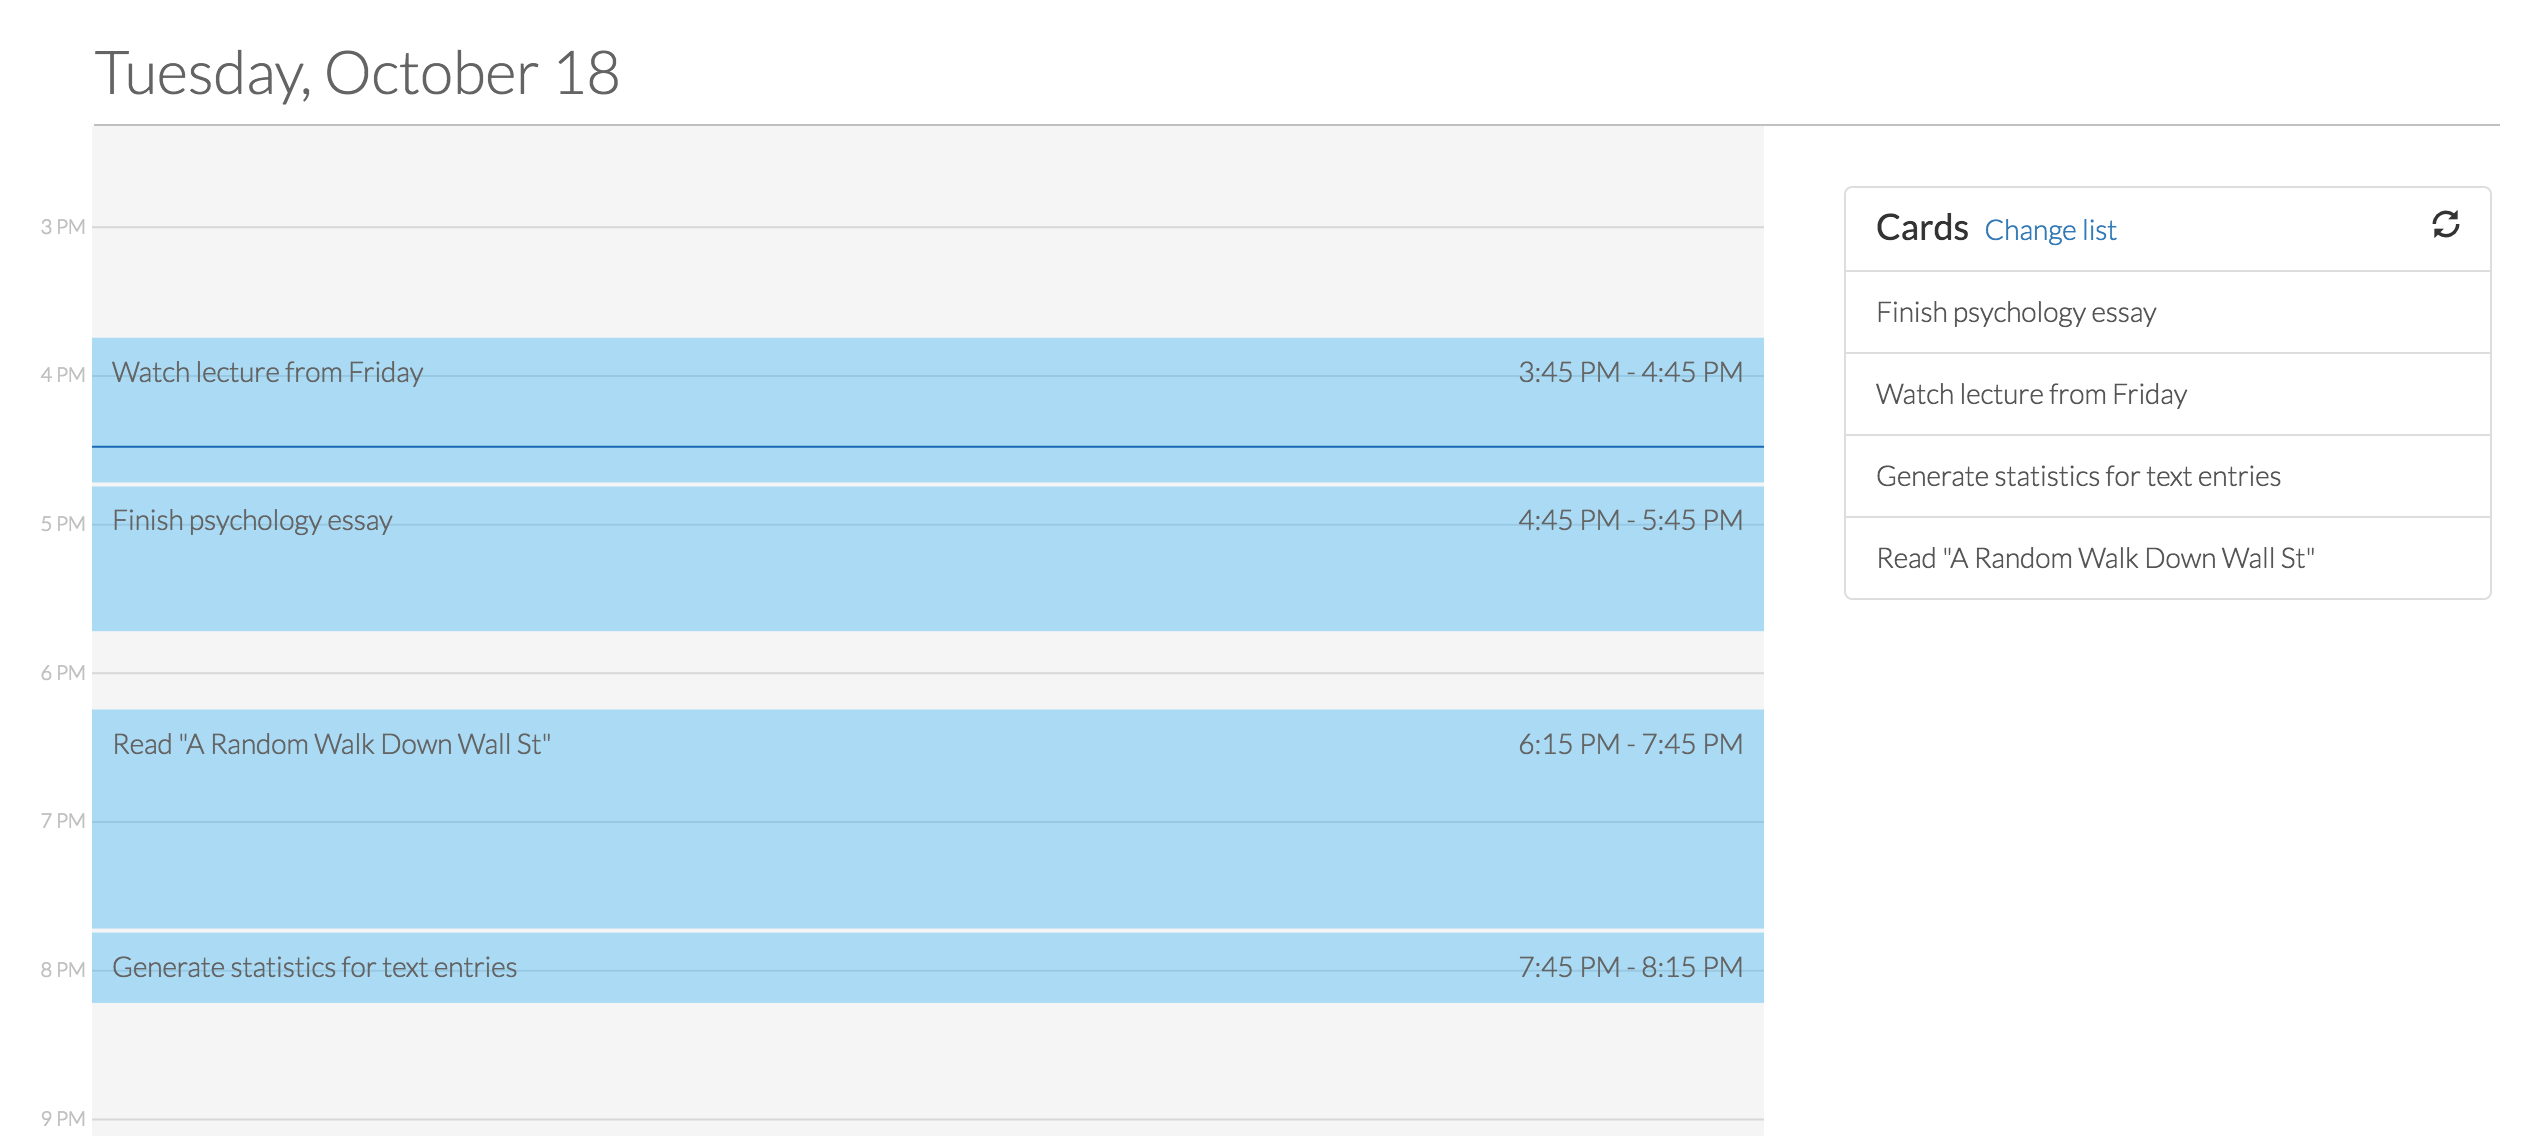 Tuesday, October 18
3 PM
4 PM
Watch lecture from Friday 3:45 PM - 4:45 PM
5 PM
Finish psychology essay 4:45 PM - 5:45 PM
6 PM
Read "A Random Walk Down Wall St" 6:15 PM - 7:45 PM
7 PM
8 PM
Generate statistics for text entries 7:45 PM - 8:15 PM
9 PM
Cards Change list
Finish psychology essay
Watch lecture from Friday
Generate statistics for text entries
Read "A Random Walk Down Wall St"